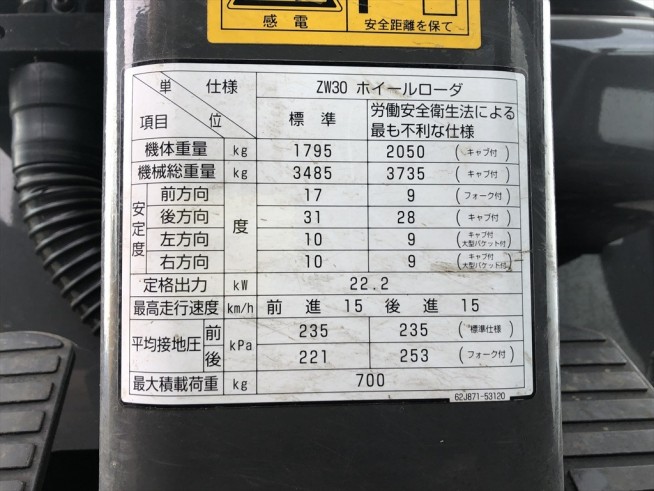 感電
安全距離を保て
単位 仕様 ZW30 ホイールローダ
項目 標準 労働安全衛生法による
最も不利な仕様
機体重量 kg 1795 2050 (キャブ付)
機械総重量 kg 3485 3735 (キャブ付)
安定度 前方向 度 17 9 (フォーク付)
後方向 31 28 (キャブ付)
左方向 10 9 (キャブ付 大型バケット付)
右方向 10 9 (キャブ付 大型バケット付)
定格出力 kW 22.2
最高走行速度 km/h 前進 15 後進 15
平均接地圧 前 kPa 235 235 (標準仕様)
後 221 253 (フォーク付)
最大積載荷重 kg 700
62J871-53120